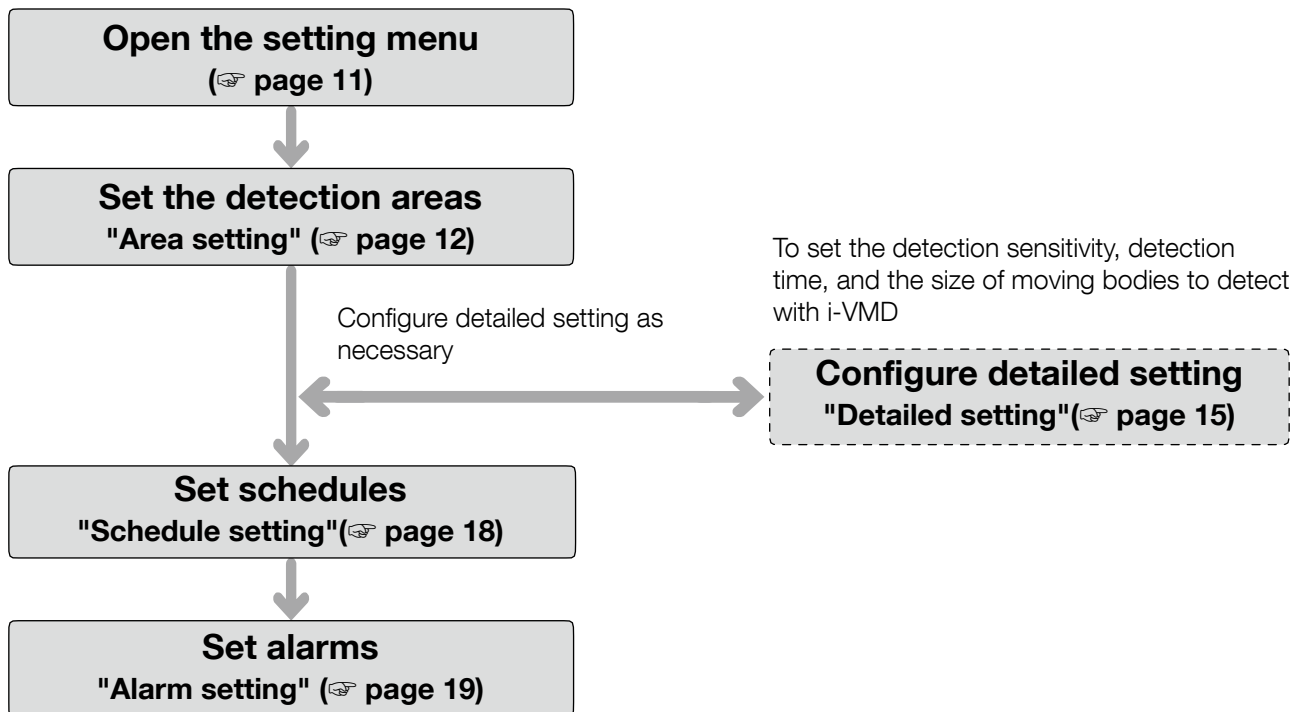 Open the setting menu
(☞ page 11)
Set the detection areas
"Area setting" (☞ page 12)
To set the detection sensitivity, detection
time, and the size of moving bodies to detect
with i-VMD
Configure detailed setting as
necessary
Configure detailed setting
"Detailed setting"(☞ page 15)
Set schedules
"Schedule setting"(☞ page 18)
Set alarms
"Alarm setting" (☞ page 19)